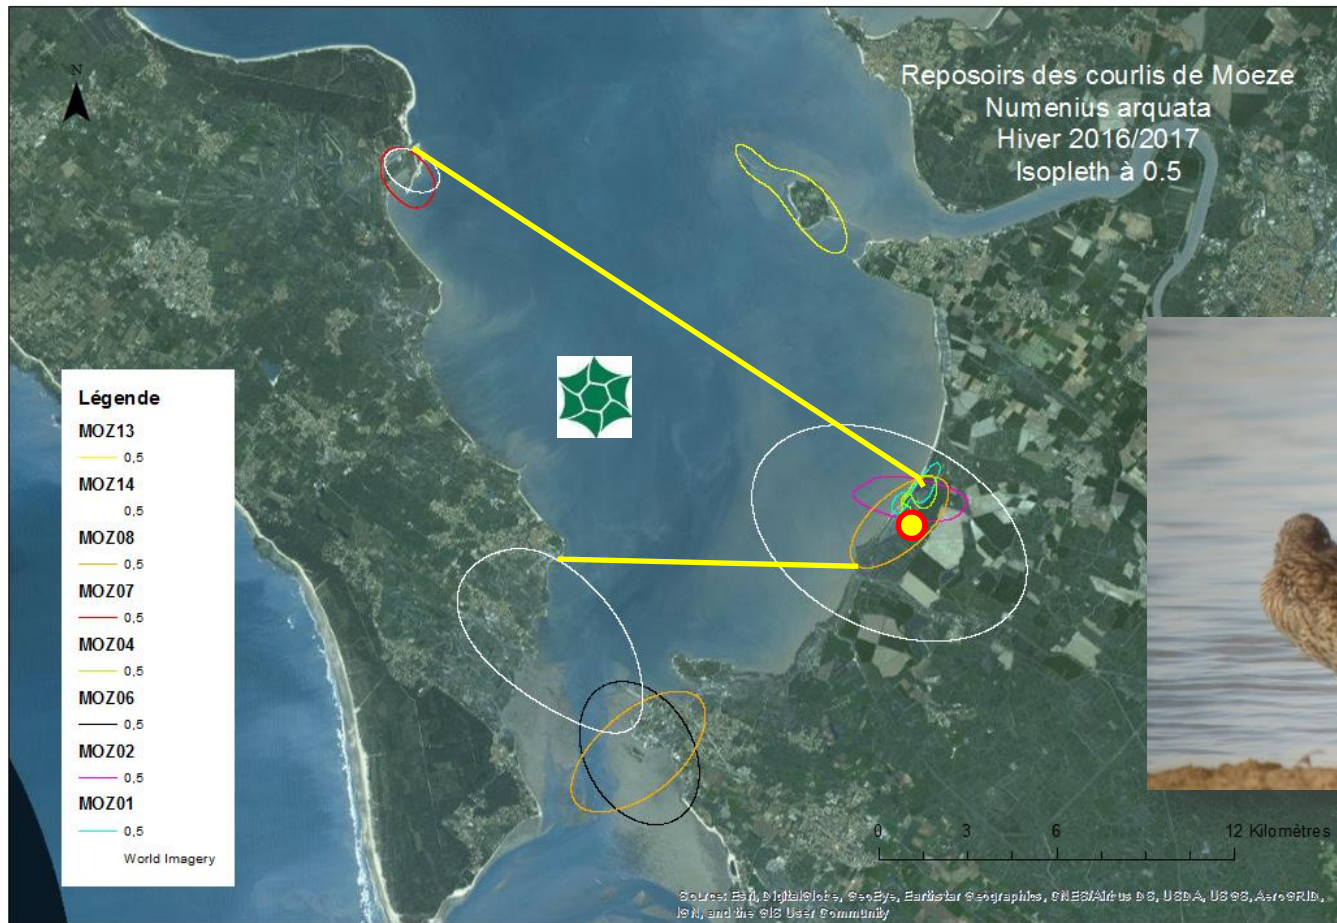 N
Reposoirs des courlis de Moeze
Numenius arquata
Hiver 2016/2017
Isopleth à 0.5
Légende
MOZ13
0,5
MOZ14
0,5
MOZ08
0,5
MOZ07
0,5
MOZ04
0,5
MOZ06
0,5
MOZ02
0,5
MOZ01
0,5
World Imagery
0 3 6 12 Kilomètres
Source: Esri, DigitalGlobe, GeoEye, Earthstar Geographics, CNES/Airbus DS, USDA, USGS, AeroGRID,
IGN, and the GIS User Community